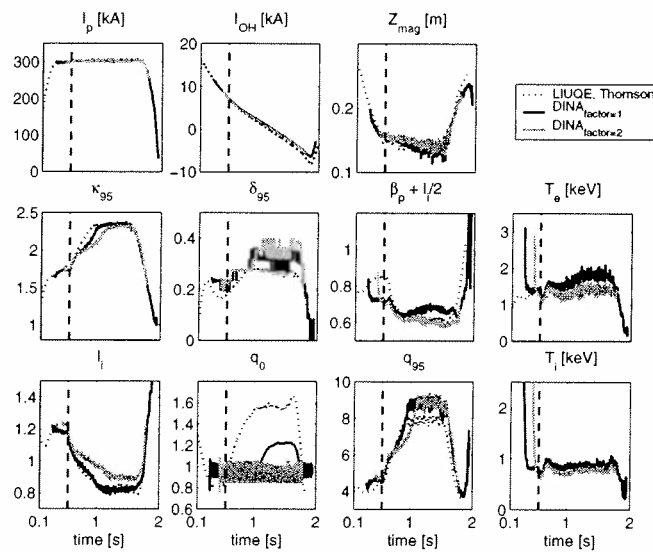 I_p [kA]
I_OH [kA]
Z_mag [m]
300
200
100
0
20
10
0
−10
0.2
0.1
LIUQE, Thomson
DINA_factor=1
DINA_factor=2
κ_95
δ_95
β_p + l_i/2
T_e [keV]
2.5
2
1.5
1
0.4
0.2
0
1
0.8
0.6
3
2
1
0
l_i
q_0
q_95
T_i [keV]
1.4
1.2
1
0.8
1.6
1.4
1.2
1
0.8
0.6
10
8
6
4
2
2
1
0
0.1 1 2
0.1 1 2
0.1 1 2
0.1 1 2
time [s]
time [s]
time [s]
time [s]